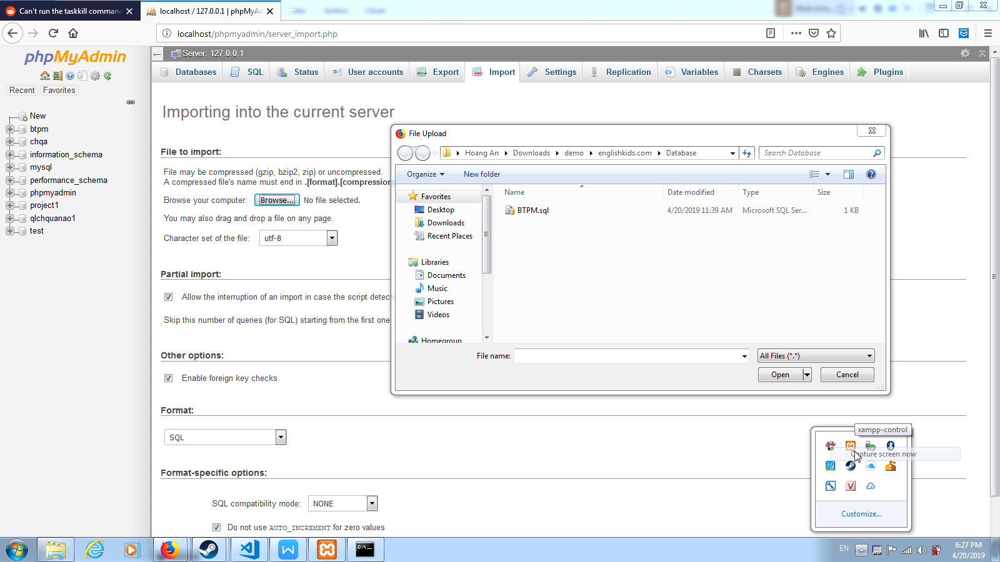 Can't run the taskkill comman
localhost / 127.0.0.1 | phpMyAd
localhost/phpmyadmin/server_import.php
phpMyAdmin
Recent
Favorites
New
btpm
chqa
information_schema
mysql
performance_schema
phpmyadmin
project1
qlchquanao1
test
Server: 127.0.0.1
Databases
SQL
Status
User accounts
Export
Import
Settings
Replication
Variables
Charsets
Engines
Plugins
Importing into the current server
File to import:
File may be compressed (gzip, bzip2, zip) or uncompressed.
A compressed file's name must end in .[format].[compression
Browse your computer: Browse... No file selected.
You may also drag and drop a file on any page.
Character set of the file: utf-8
Partial import:
Allow the interruption of an import in case the script detec
Skip this number of queries (for SQL) starting from the first one
Other options:
Enable foreign key checks
Format:
SQL
Format-specific options:
SQL compatibility mode: NONE
Do not use AUTO_INCREMENT for zero values
File Upload
Hoang An
Downloads
demo
englishkids.com
Database
Search Database
Organize
New folder
Favorites
Desktop
Downloads
Recent Places
Libraries
Documents
Music
Pictures
Videos
Homegroup
Name
Date modified
Type
Size
BTPM.sql
4/20/2019 11:39 AM
Microsoft SQL Ser...
1 KB
File name:
All Files (*.*)
Open
Cancel
xampp-control
Capture screen now
Customize...
EN
6:27 PM
4/20/2019